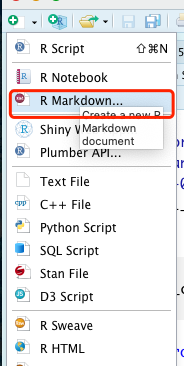 R Script ⇧⌘N
R Notebook
R Markdown...
Create a new R
Markdown
document
Shiny W
Plumber API...
Text File
C++ File
Python Script
SQL Script
Stan File
D3 Script
R Sweave
R HTML